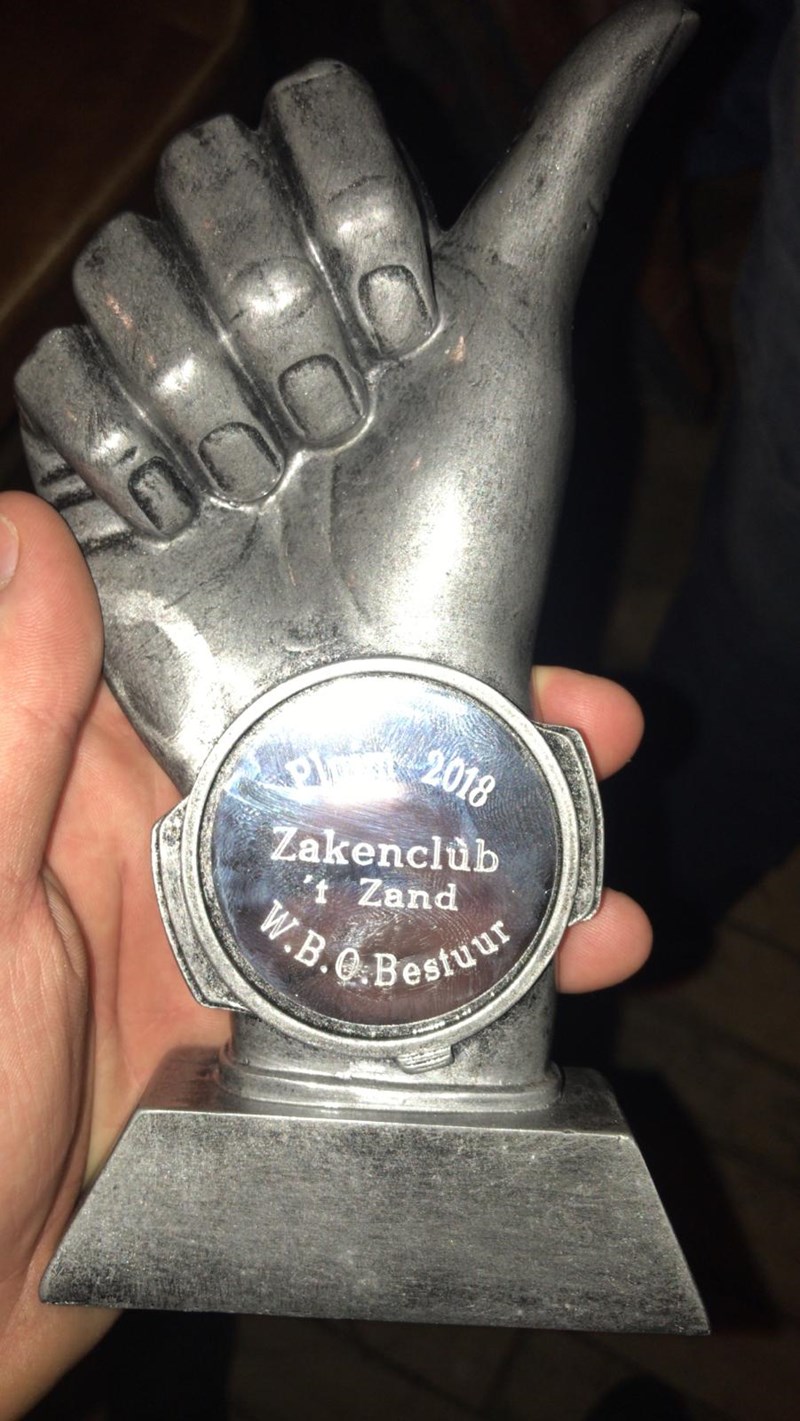 2018
Zakenclub
't Zand
W.B.O. Bestuur